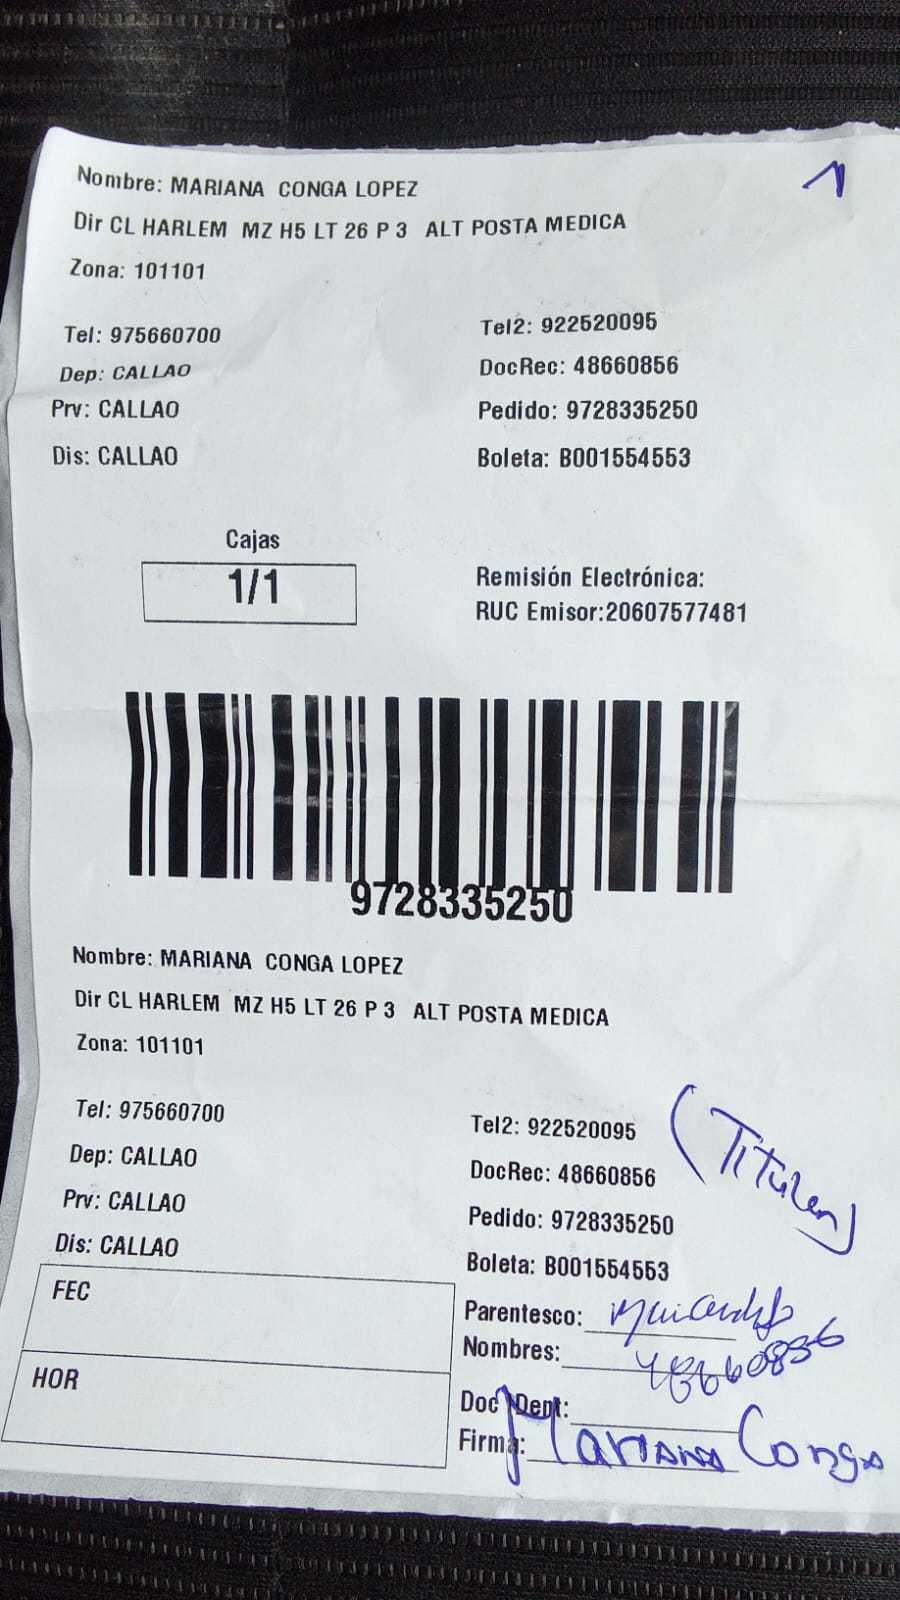 1
Nombre: MARIANA CONGA LOPEZ
Dir CL HARLEM MZ H5 LT 26 P 3 ALT POSTA MEDICA
Zona: 101101
Tel: 975660700
Tel2: 922520095
Dep: CALLAO
DocRec: 48660856
Prv: CALLAO
Pedido: 9728335250
Dis: CALLAO
Boleta: B001554553
Cajas
1/1
Remisión Electrónica:
RUC Emisor:20607577481
9728335250
Nombre: MARIANA CONGA LOPEZ
Dir CL HARLEM MZ H5 LT 26 P 3 ALT POSTA MEDICA
Zona: 101101
Tel: 975660700
Tel2: 922520095
(Titular)
Dep: CALLAO
DocRec: 48660856
Prv: CALLAO
Pedido: 9728335250
Dis: CALLAO
Boleta: B001554553
FEC
Parentesco:
Nombres: 48660856
HOR
Doc Dent:
Firma: Mariana Conga